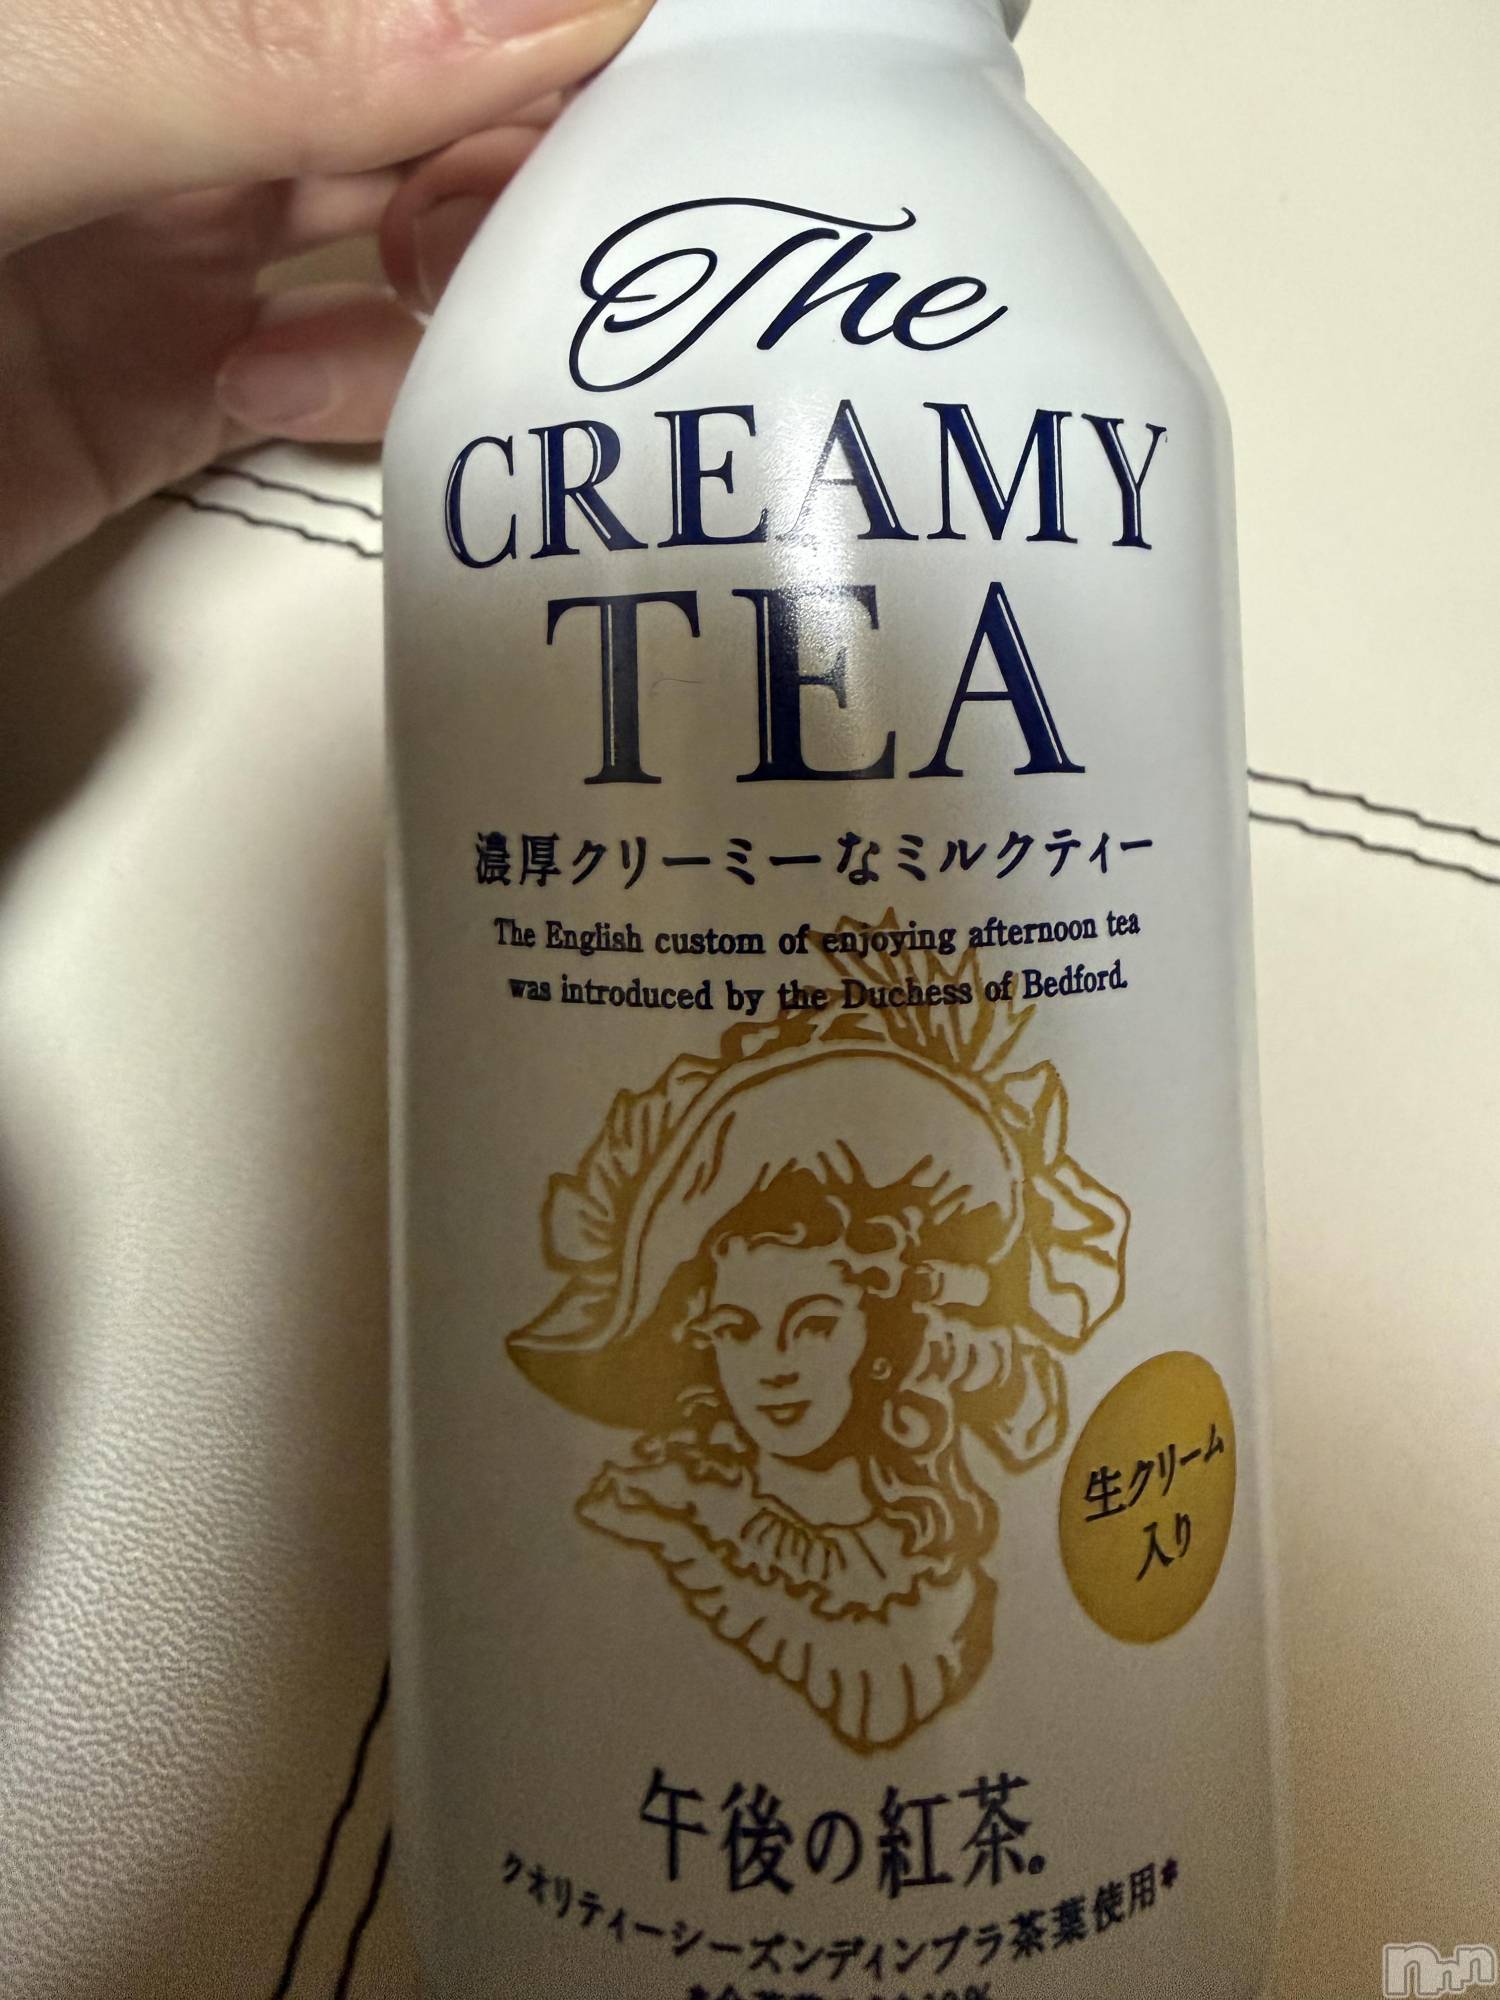 The
CREAMY
TEA
濃厚クリーミーなミルクティー
The English custom of enjoying afternoon tea
was introduced by the Duchess of Bedford.
生クリーム
入り
午後の紅茶®
クオリティーシーズンディンブラ茶葉使用*
nnn